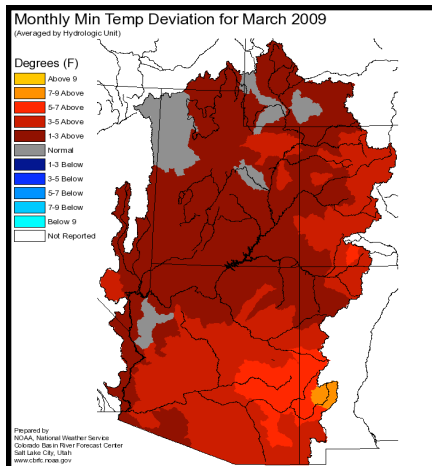 Monthly Min Temp Deviation for March 2009
(Averaged by Hydrologic Unit)
Degrees (F)
Above 9
7-9 Above
5-7 Above
3-5 Above
1-3 Above
Normal
1-3 Below
3-5 Below
5-7 Below
7-9 Below
Below 9
Not Reported
Prepared by
NOAA, National Weather Service
Colorado Basin River Forecast Center
Salt Lake City, Utah
www.cbrfc.noaa.gov